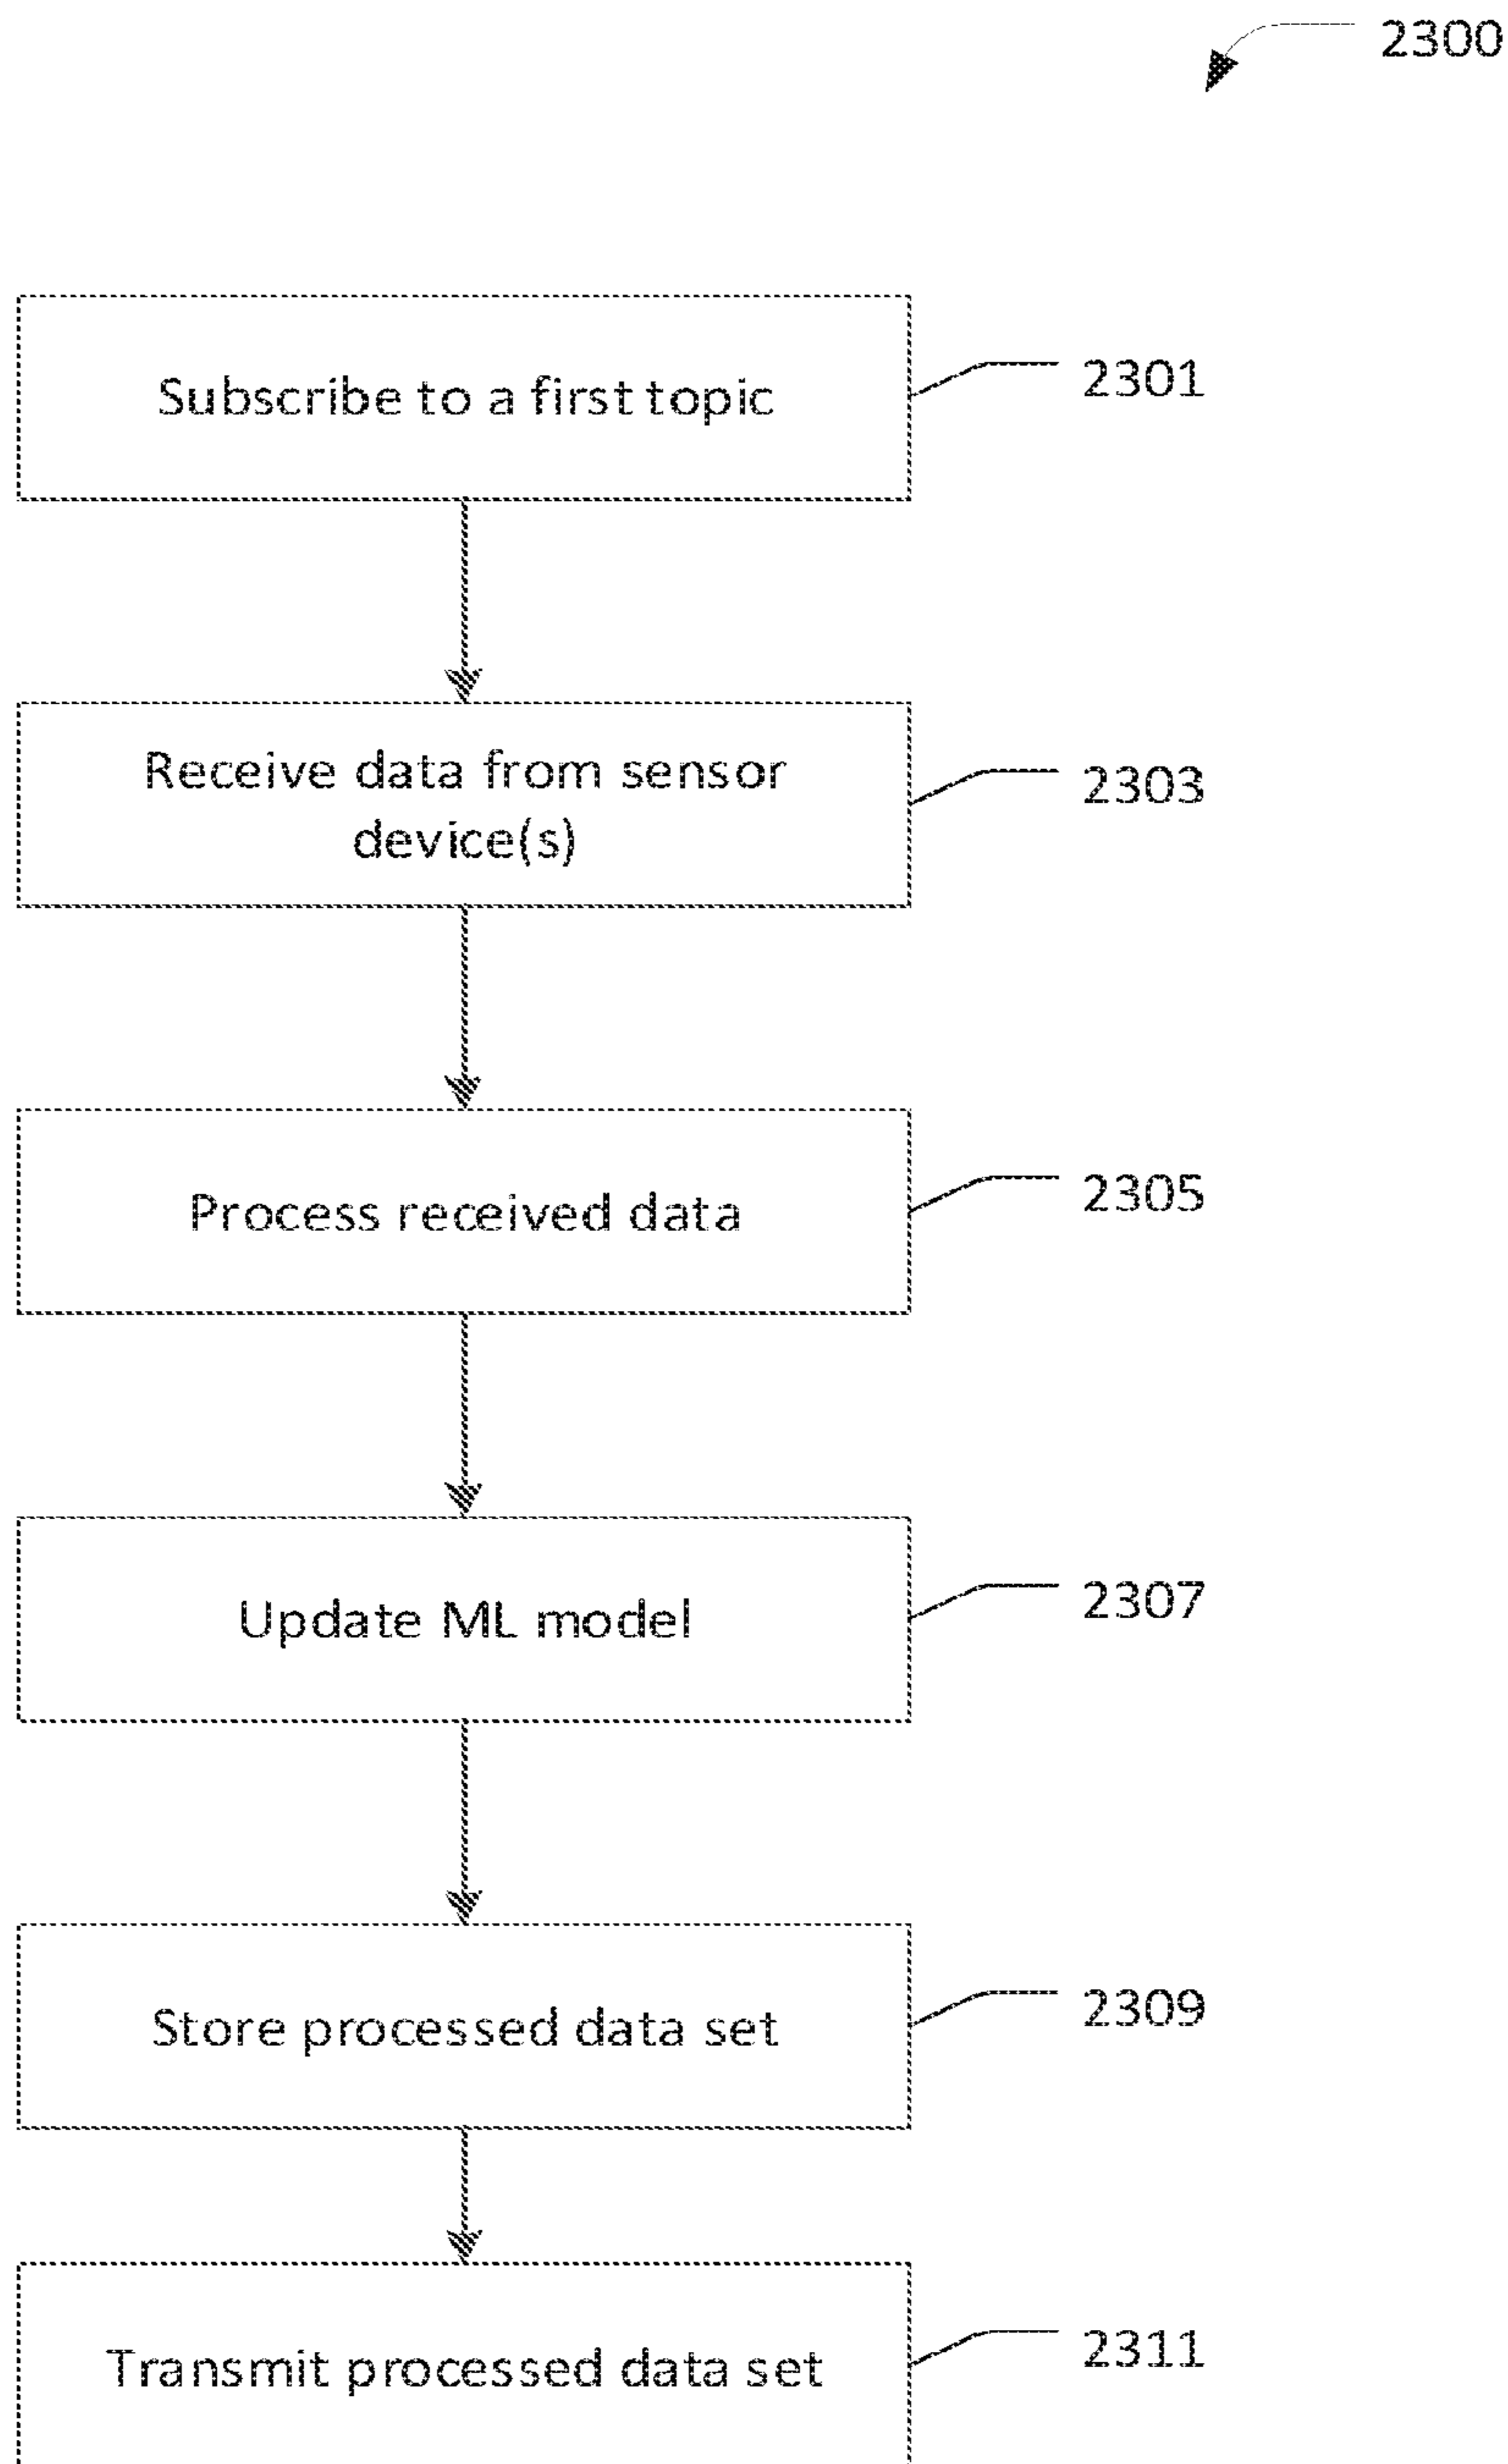 2300
Subscribe to a first topic
2301
Receive data from sensor
device(s)
2303
Process received data
2305
Update ML model
2307
Store processed data set
2309
Transmit processed data set
2311